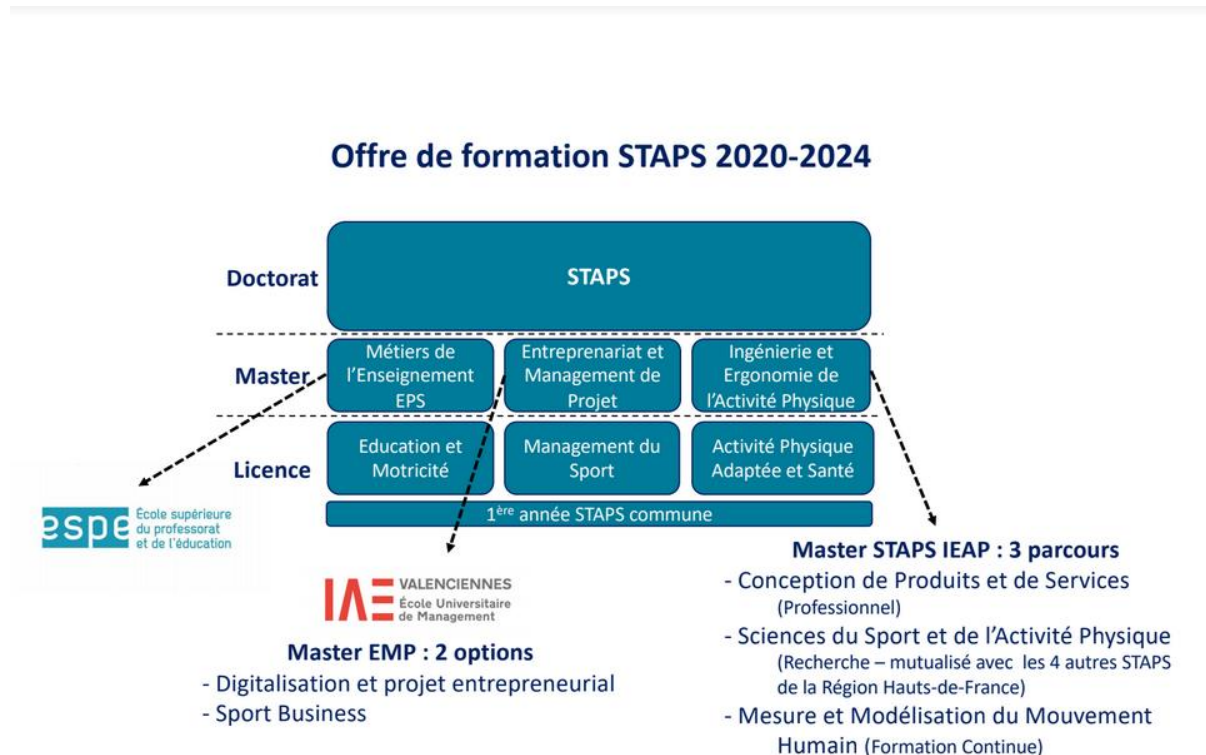 Offre de formation STAPS 2020-2024
Doctorat
STAPS
Master
Métiers de
l’Enseignement
EPS
Entreprenariat et
Management de
Projet
Ingénierie et
Ergonomie de
l’Activité Physique
Licence
Education et
Motricité
Management du
Sport
Activité Physique
Adaptée et Santé
1ère année STAPS commune
espe
École supérieure
du professorat
et de l’éducation
IAE
VALENCIENNES
École Universitaire
de Management
Master EMP : 2 options
- Digitalisation et projet entrepreneurial
- Sport Business
Master STAPS IEAP : 3 parcours
- Conception de Produits et de Services
(Professionnel)
- Sciences du Sport et de l’Activité Physique
(Recherche – mutualisé avec les 4 autres STAPS
de la Région Hauts-de-France)
- Mesure et Modélisation du Mouvement
Humain (Formation Continue)